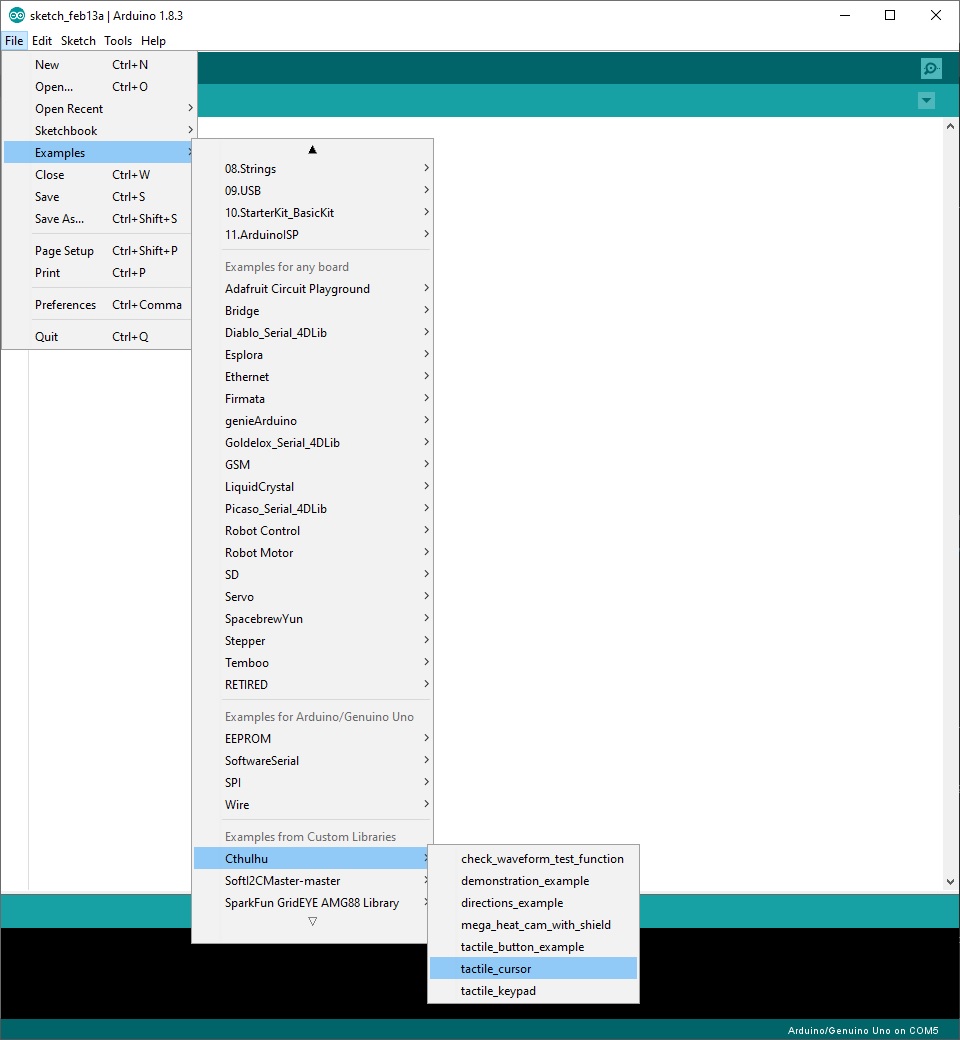 sketch_feb13a | Arduino 1.8.3
File Edit Sketch Tools Help
New Ctrl+N
Open... Ctrl+O
Open Recent
Sketchbook
Examples
Close Ctrl+W
Save Ctrl+S
Save As... Ctrl+Shift+S
Page Setup Ctrl+Shift+P
Print Ctrl+P
Preferences Ctrl+Comma
Quit Ctrl+Q
08.Strings
09.USB
10.StarterKit_BasicKit
11.ArduinoISP
Examples for any board
Adafruit Circuit Playground
Bridge
Diablo_Serial_4DLib
Esplora
Ethernet
Firmata
genieArduino
Goldelox_Serial_4DLib
GSM
LiquidCrystal
Picaso_Serial_4DLib
Robot Control
Robot Motor
SD
Servo
SpacebrewYun
Stepper
Temboo
RETIRED
Examples for Arduino/Genuino Uno
EEPROM
SoftwareSerial
SPI
Wire
Examples from Custom Libraries
Cthulhu
SoftI2CMaster-master
SparkFun GridEYE AMG88 Library
check_waveform_test_function
demonstration_example
directions_example
mega_heat_cam_with_shield
tactile_button_example
tactile_cursor
tactile_keypad
Arduino/Genuino Uno on COM5